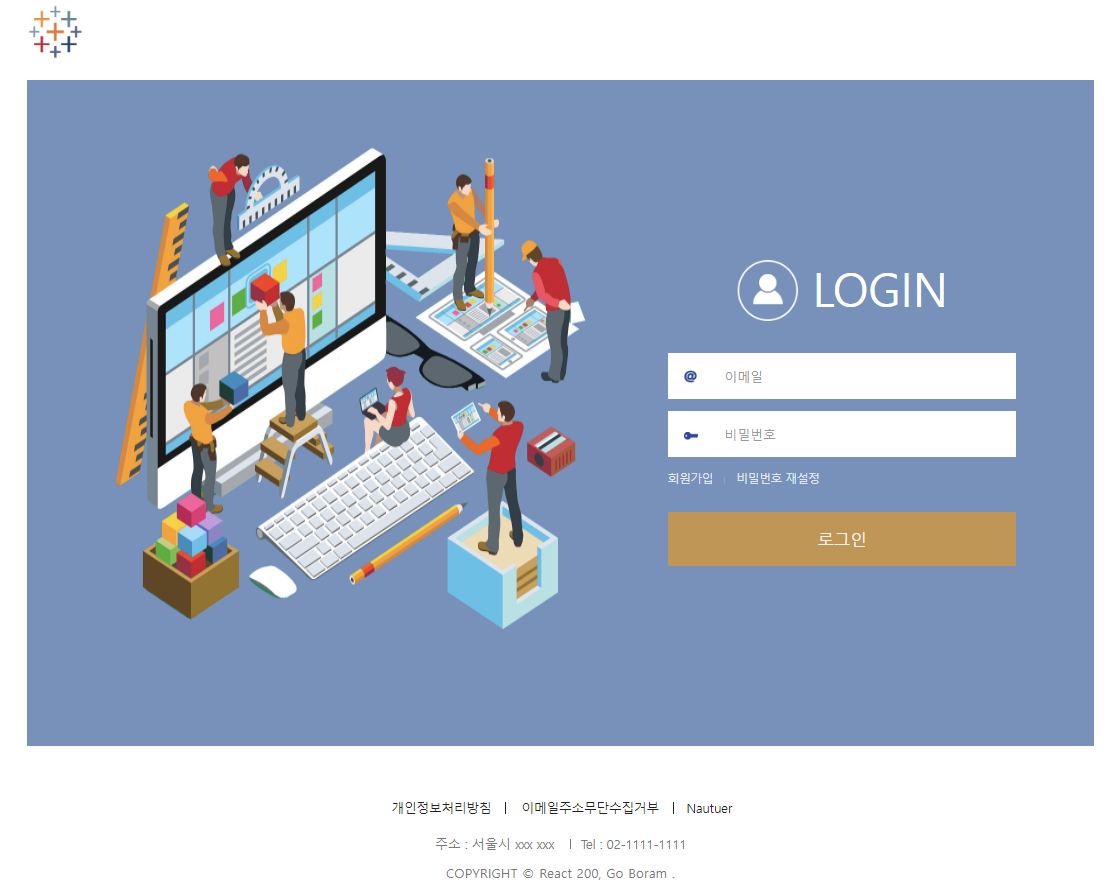 LOGIN
이메일
비밀번호
회원가입 | 비밀번호 재설정
로그인
개인정보처리방침 | 이메일주소무단수집거부 | Nautuer
주소 : 서울시 xxx xxx | Tel : 02-1111-1111
COPYRIGHT © React 200, Go Boram .